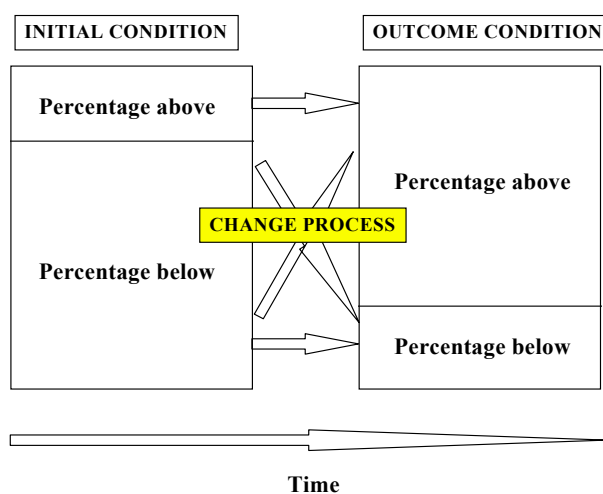 INITIAL CONDITION
OUTCOME CONDITION
Percentage above
Percentage above
CHANGE PROCESS
Percentage below
Percentage below
Time